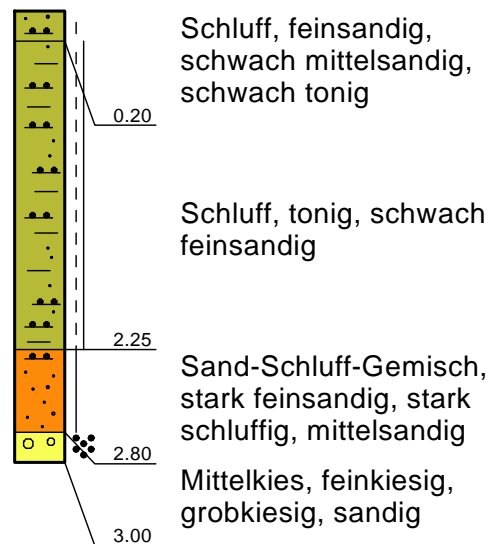 Schluff, feinsandig,
schwach mittelsandig,
schwach tonig
0.20
Schluff, tonig, schwach
feinsandig
2.25
Sand-Schluff-Gemisch,
stark feinsandig, stark
schluffig, mittelsandig
2.80
Mittelkies, feinkiesig,
grobkiesig, sandig
3.00